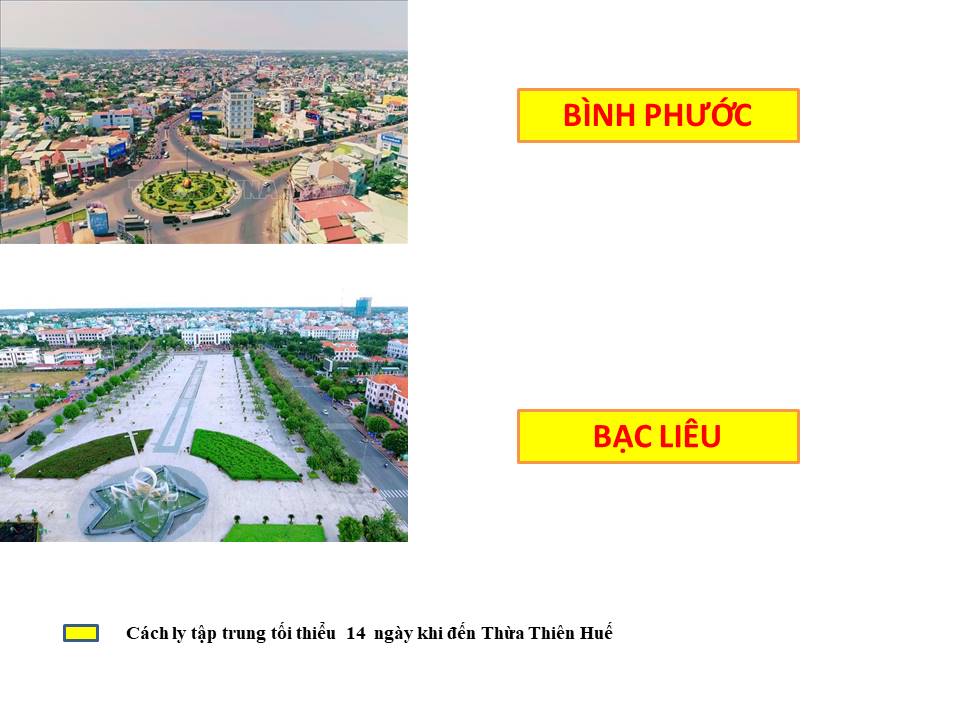 BÌNH PHƯỚC
BẠC LIÊU
Cách ly tập trung tối thiểu 14 ngày khi đến Thừa Thiên Huế